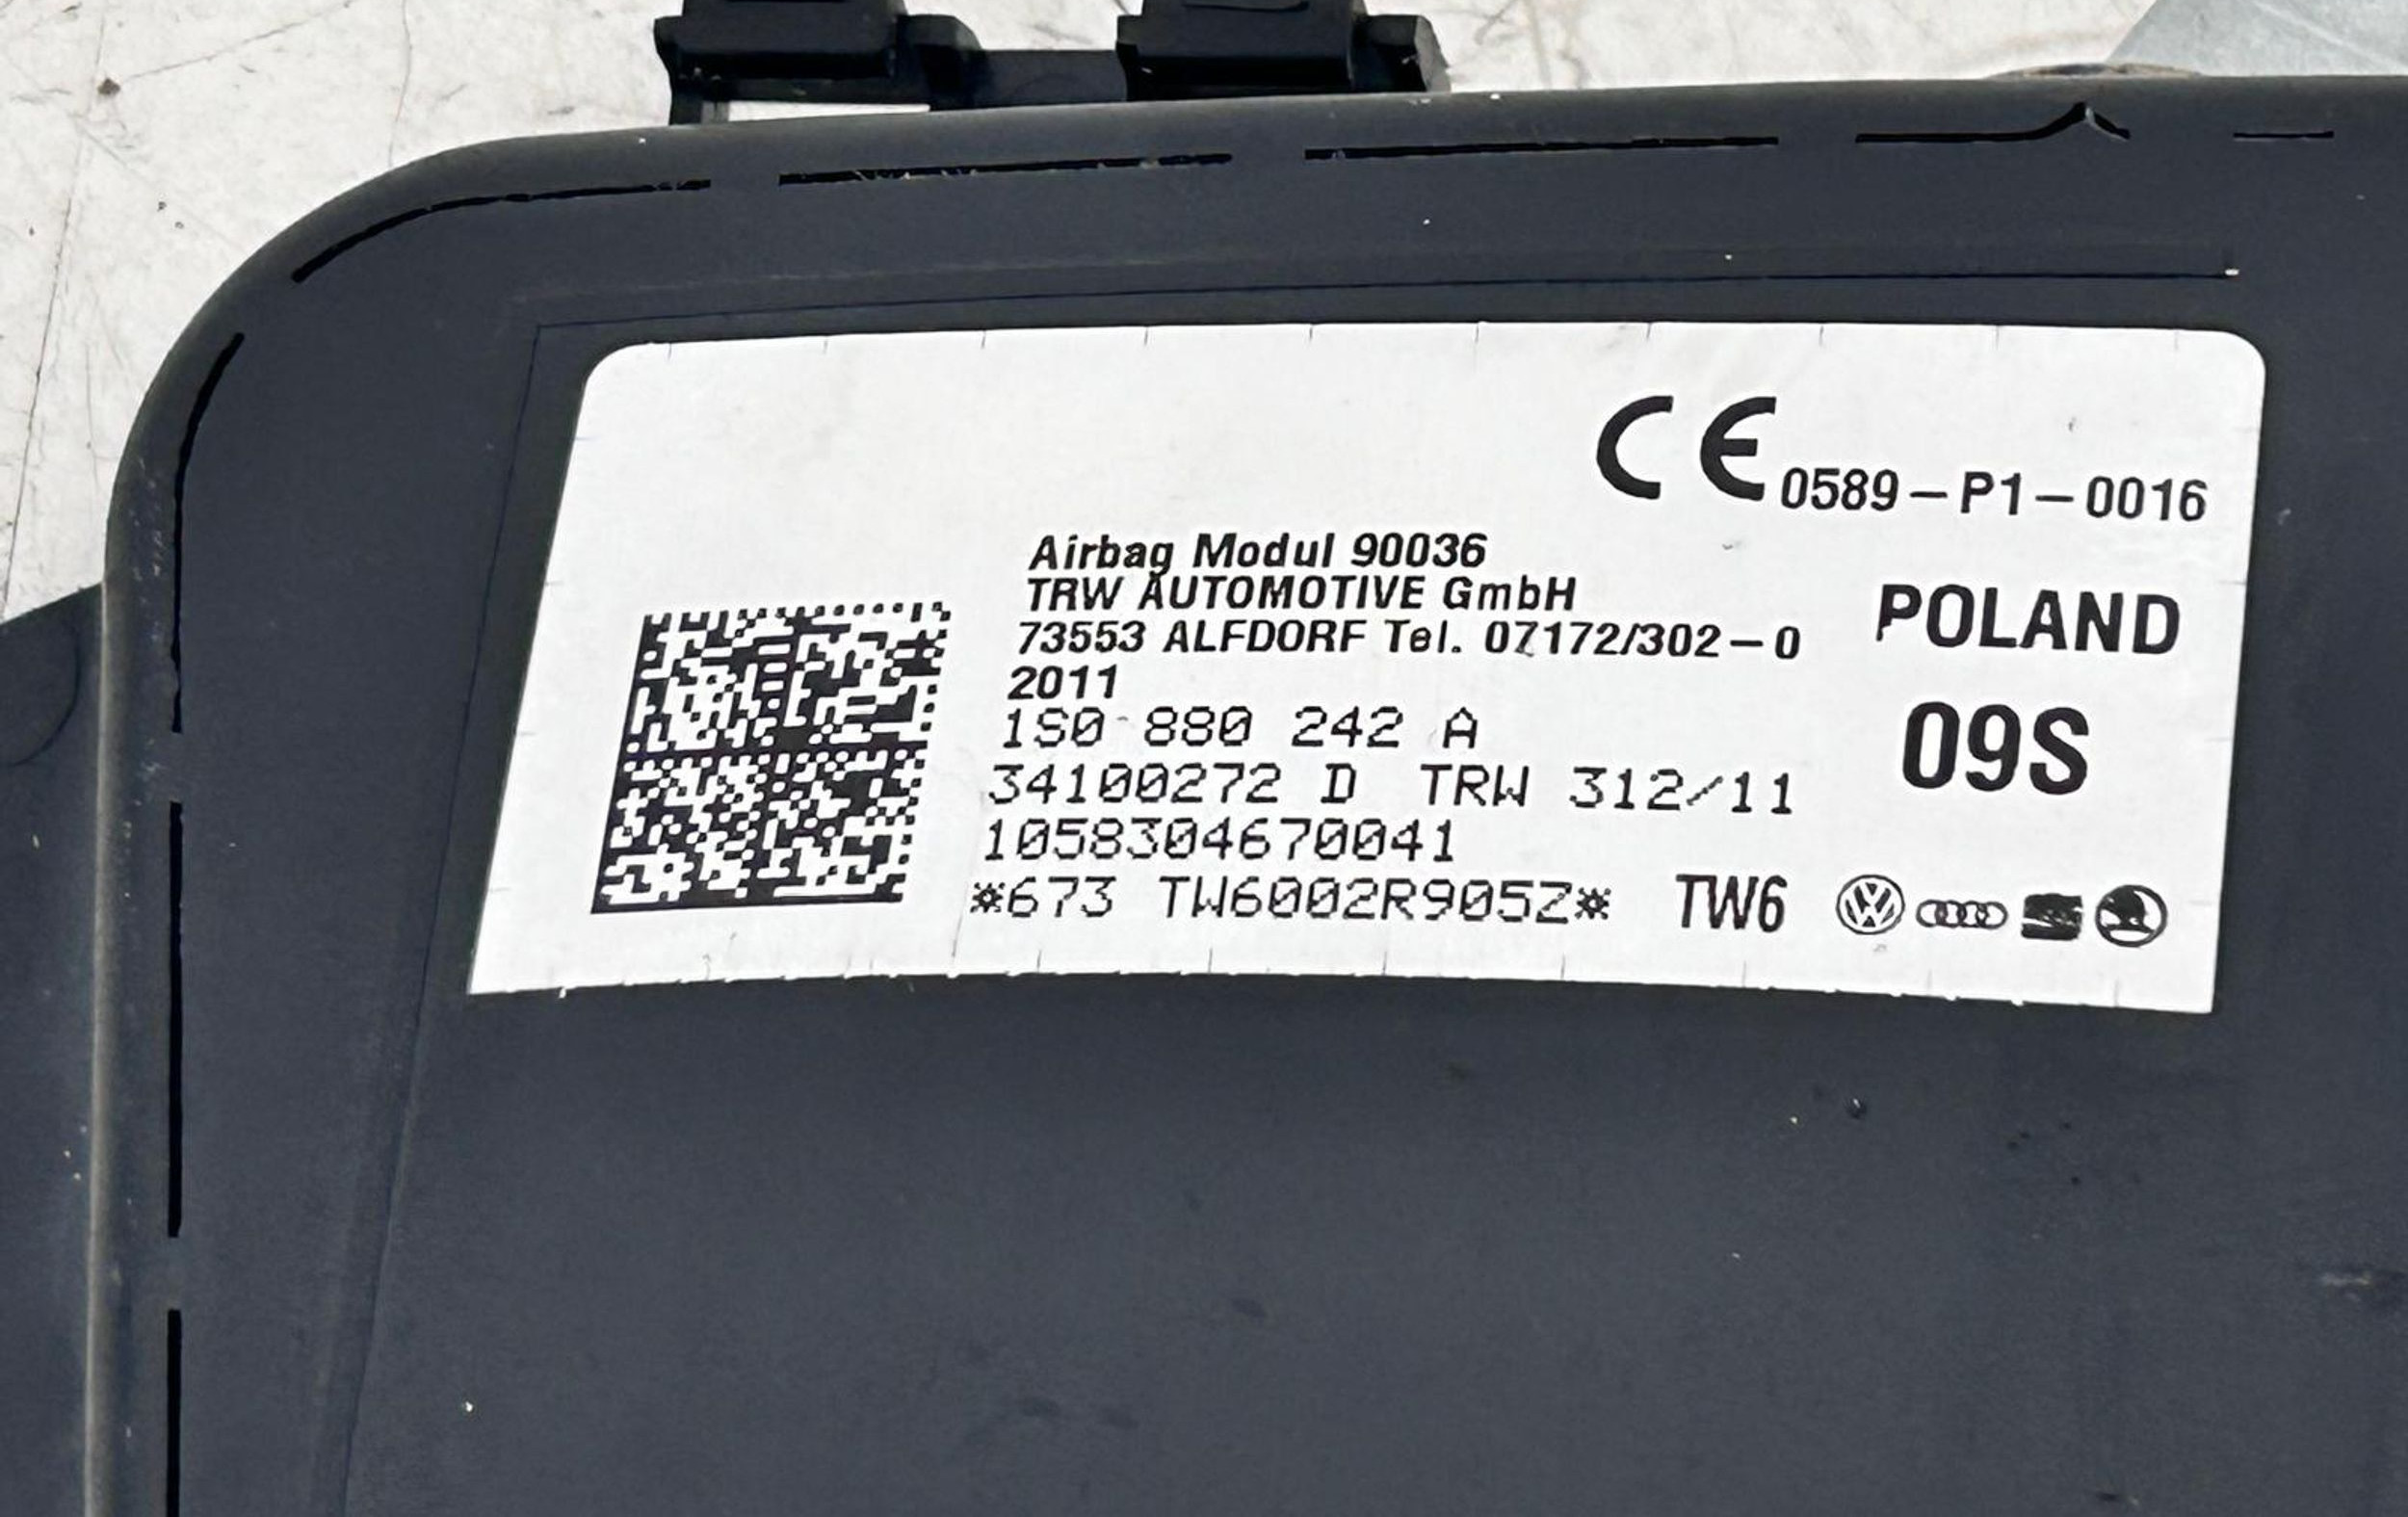 CE 0589-P1-0016
Airbag Modul 90036
TRW AUTOMOTIVE GmbH
73553 ALFDORF Tel. 07172/302-0
2011
1S0 880 242 A
34100272 D TRW 312/11
1058304670041
*673 TW6002R905Z* TW6
POLAND
09S